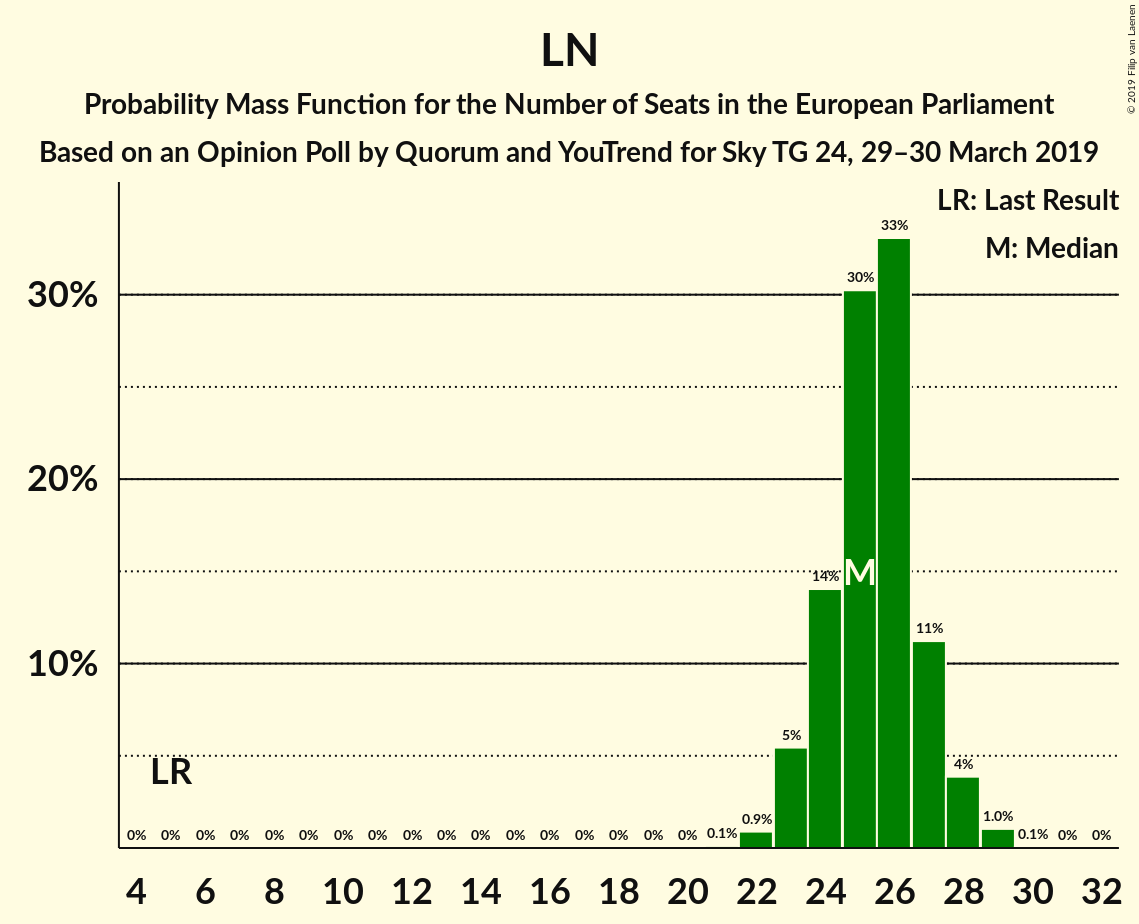 LN
Probability Mass Function for the Number of Seats in the European Parliament
Based on an Opinion Poll by Quorum and YouTrend for Sky TG 24, 29–30 March 2019
© 2019 Filip van Laenen
LR: Last Result
M: Median
33%
30%
30%
20%
14%
M
11%
10%
5%
LR
4%
0% 0% 0% 0% 0% 0% 0% 0% 0% 0% 0% 0% 0% 0% 0% 0% 0% 0.1% 0.9% 1.0% 0.1% 0% 0%
4 6 8 10 12 14 16 18 20 22 24 26 28 30 32